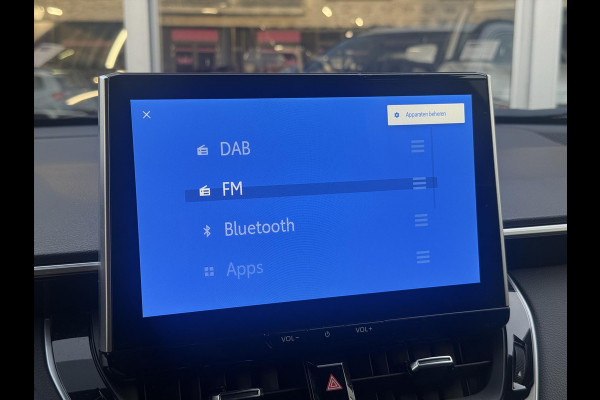 Apparaten beheren
DAB
FM
Bluetooth
Apps
VOL-
VOL+